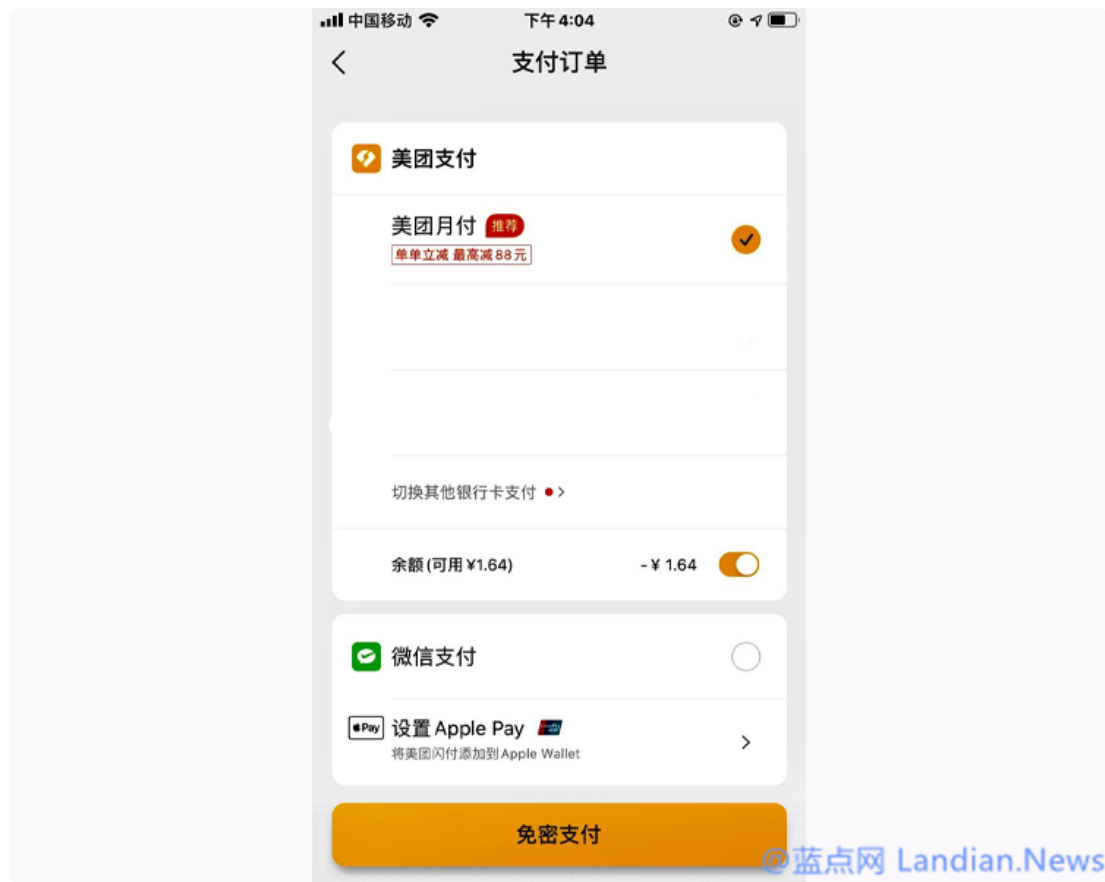 中国移动 下午4:04
支付订单
美团支付
美团月付 推荐
单单立减 最高减88元
切换其他银行卡支付
余额(可用¥1.64) -¥ 1.64
微信支付
Pay 设置 Apple Pay
将美团闪付添加到Apple Wallet
免密支付
@蓝点网 Landian.News